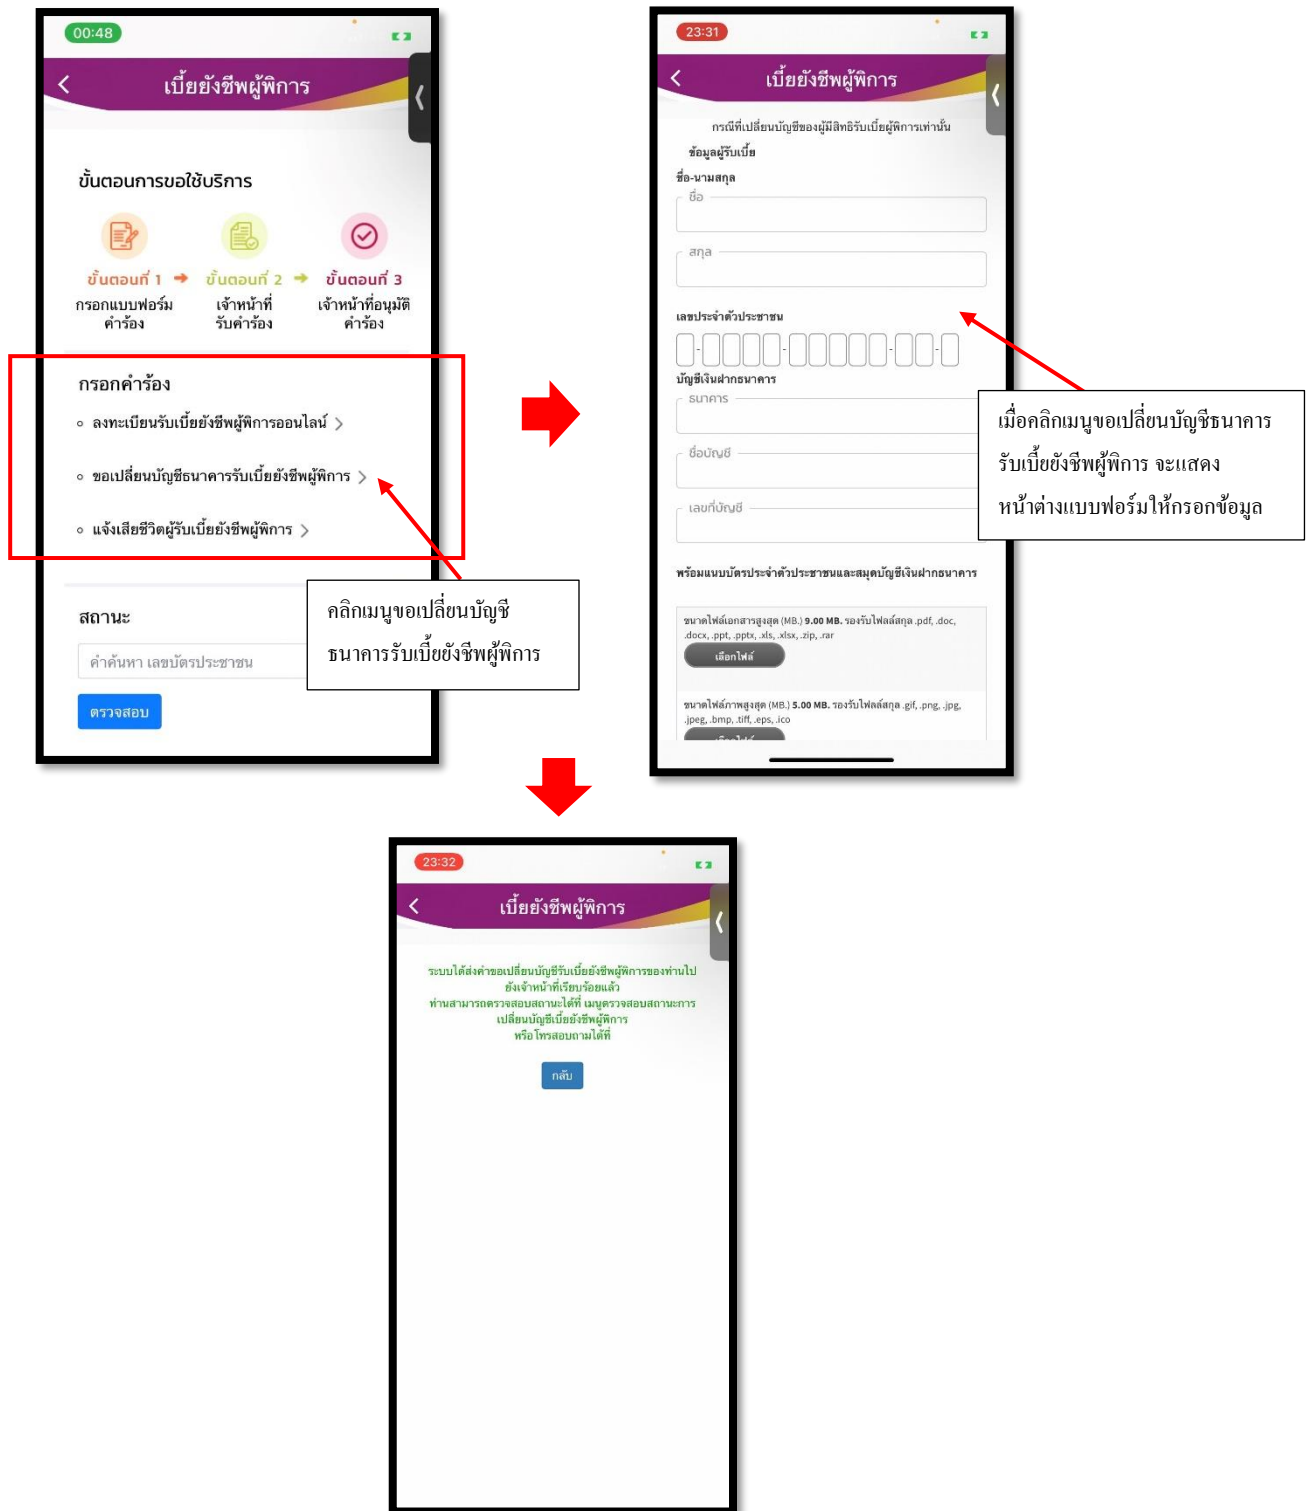 00:48
เบี้ยยังชีพผู้พิการ
ขั้นตอนการขอใช้บริการ
ขั้นตอนที่ 1 ➜ ขั้นตอนที่ 2 ➜ ขั้นตอนที่ 3
กรอกแบบฟอร์ม เจ้าหน้าที่ เจ้าหน้าที่อนุมัติ
คำร้อง รับคำร้อง คำร้อง
กรอกคำร้อง
ลงทะเบียนรับเบี้ยยังชีพผู้พิการออนไลน์ >
ขอเปลี่ยนบัญชีธนาคารรับเบี้ยยังชีพผู้พิการ >
แจ้งเสียชีวิตผู้รับเบี้ยยังชีพผู้พิการ >
สถานะ
คำค้นหา เลขบัตรประชาชน
ตรวจสอบ
คลิกเมนูขอเปลี่ยนบัญชี
ธนาคารรับเบี้ยยังชีพผู้พิการ
23:31
เบี้ยยังชีพผู้พิการ
กรณีที่เปลี่ยนบัญชีของผู้มีสิทธิรับเบี้ยผู้พิการเท่านั้น
ข้อมูลผู้รับเบี้ย
ชื่อ-นามสกุล
ชื่อ
สกุล
เลขประจำตัวประชาชน
บัญชีเงินฝากธนาคาร
ธนาคาร
ชื่อบัญชี
เลขที่บัญชี
พร้อมแนบบัตรประจำตัวประชาชนและสมุดบัญชีเงินฝากธนาคาร
ขนาดไฟล์เอกสารสูงสุด (MB.) 9.00 MB. รองรับไฟลล์สกุล .pdf, .doc,
.docx, .ppt, .pptx, .xls, .xlsx, .zip, .rar
เลือกไฟล์
ขนาดไฟล์ภาพสูงสุด (MB.) 5.00 MB. รองรับไฟลล์สกุล .gif, .png, .jpg,
.jpeg, .bmp, .tiff, .eps, .ico
เลือกไฟล์
เมื่อคลิกเมนูขอเปลี่ยนบัญชีธนาคาร
รับเบี้ยยังชีพผู้พิการ จะแสดง
หน้าต่างแบบฟอร์มให้กรอกข้อมูล
23:32
เบี้ยยังชีพผู้พิการ
ระบบได้ส่งคำขอเปลี่ยนบัญชีรับเบี้ยยังชีพผู้พิการของท่านไป
ยังเจ้าหน้าที่เรียบร้อยแล้ว
ท่านสามารถตรวจสอบสถานะได้ที่ เมนูตรวจสอบสถานะการ
เปลี่ยนบัญชีเบี้ยยังชีพผู้พิการ
หรือ โทรสอบถามได้ที่
กลับ